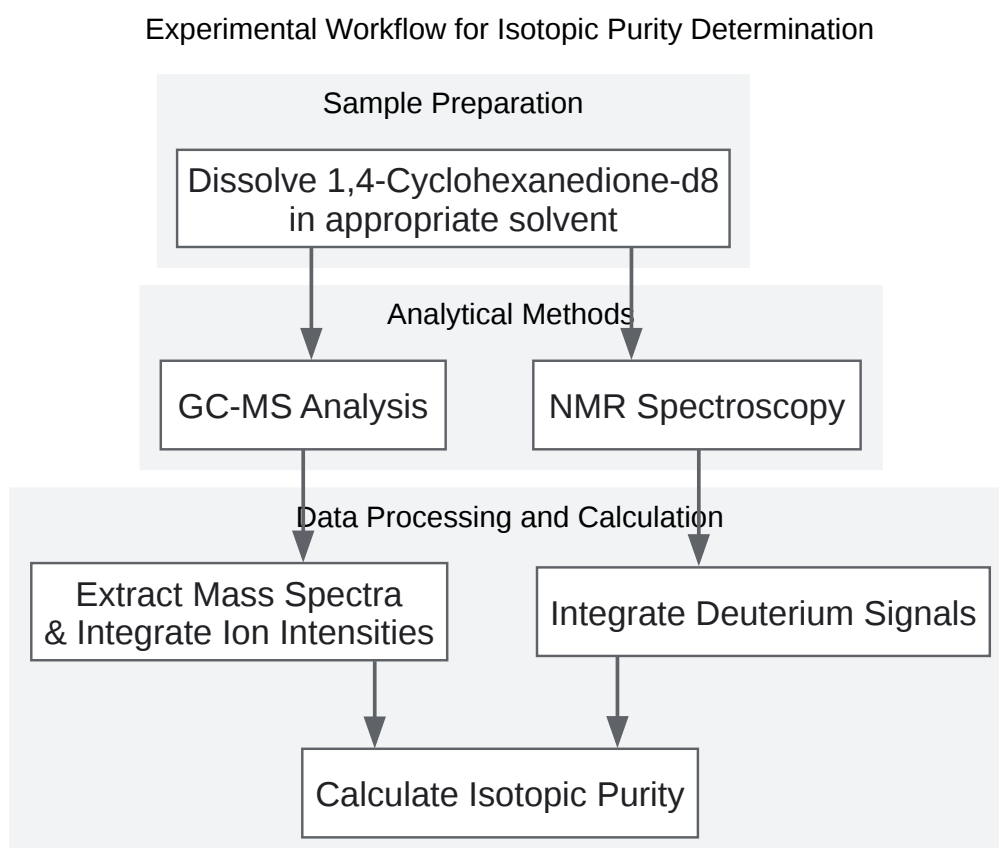 Experimental Workflow for Isotopic Purity Determination
Sample Preparation
Dissolve 1,4-Cyclohexanedione-d8
in appropriate solvent
Analytical Methods
GC-MS Analysis
NMR Spectroscopy
Data Processing and Calculation
Extract Mass Spectra
& Integrate Ion Intensities
Integrate Deuterium Signals
Calculate Isotopic Purity